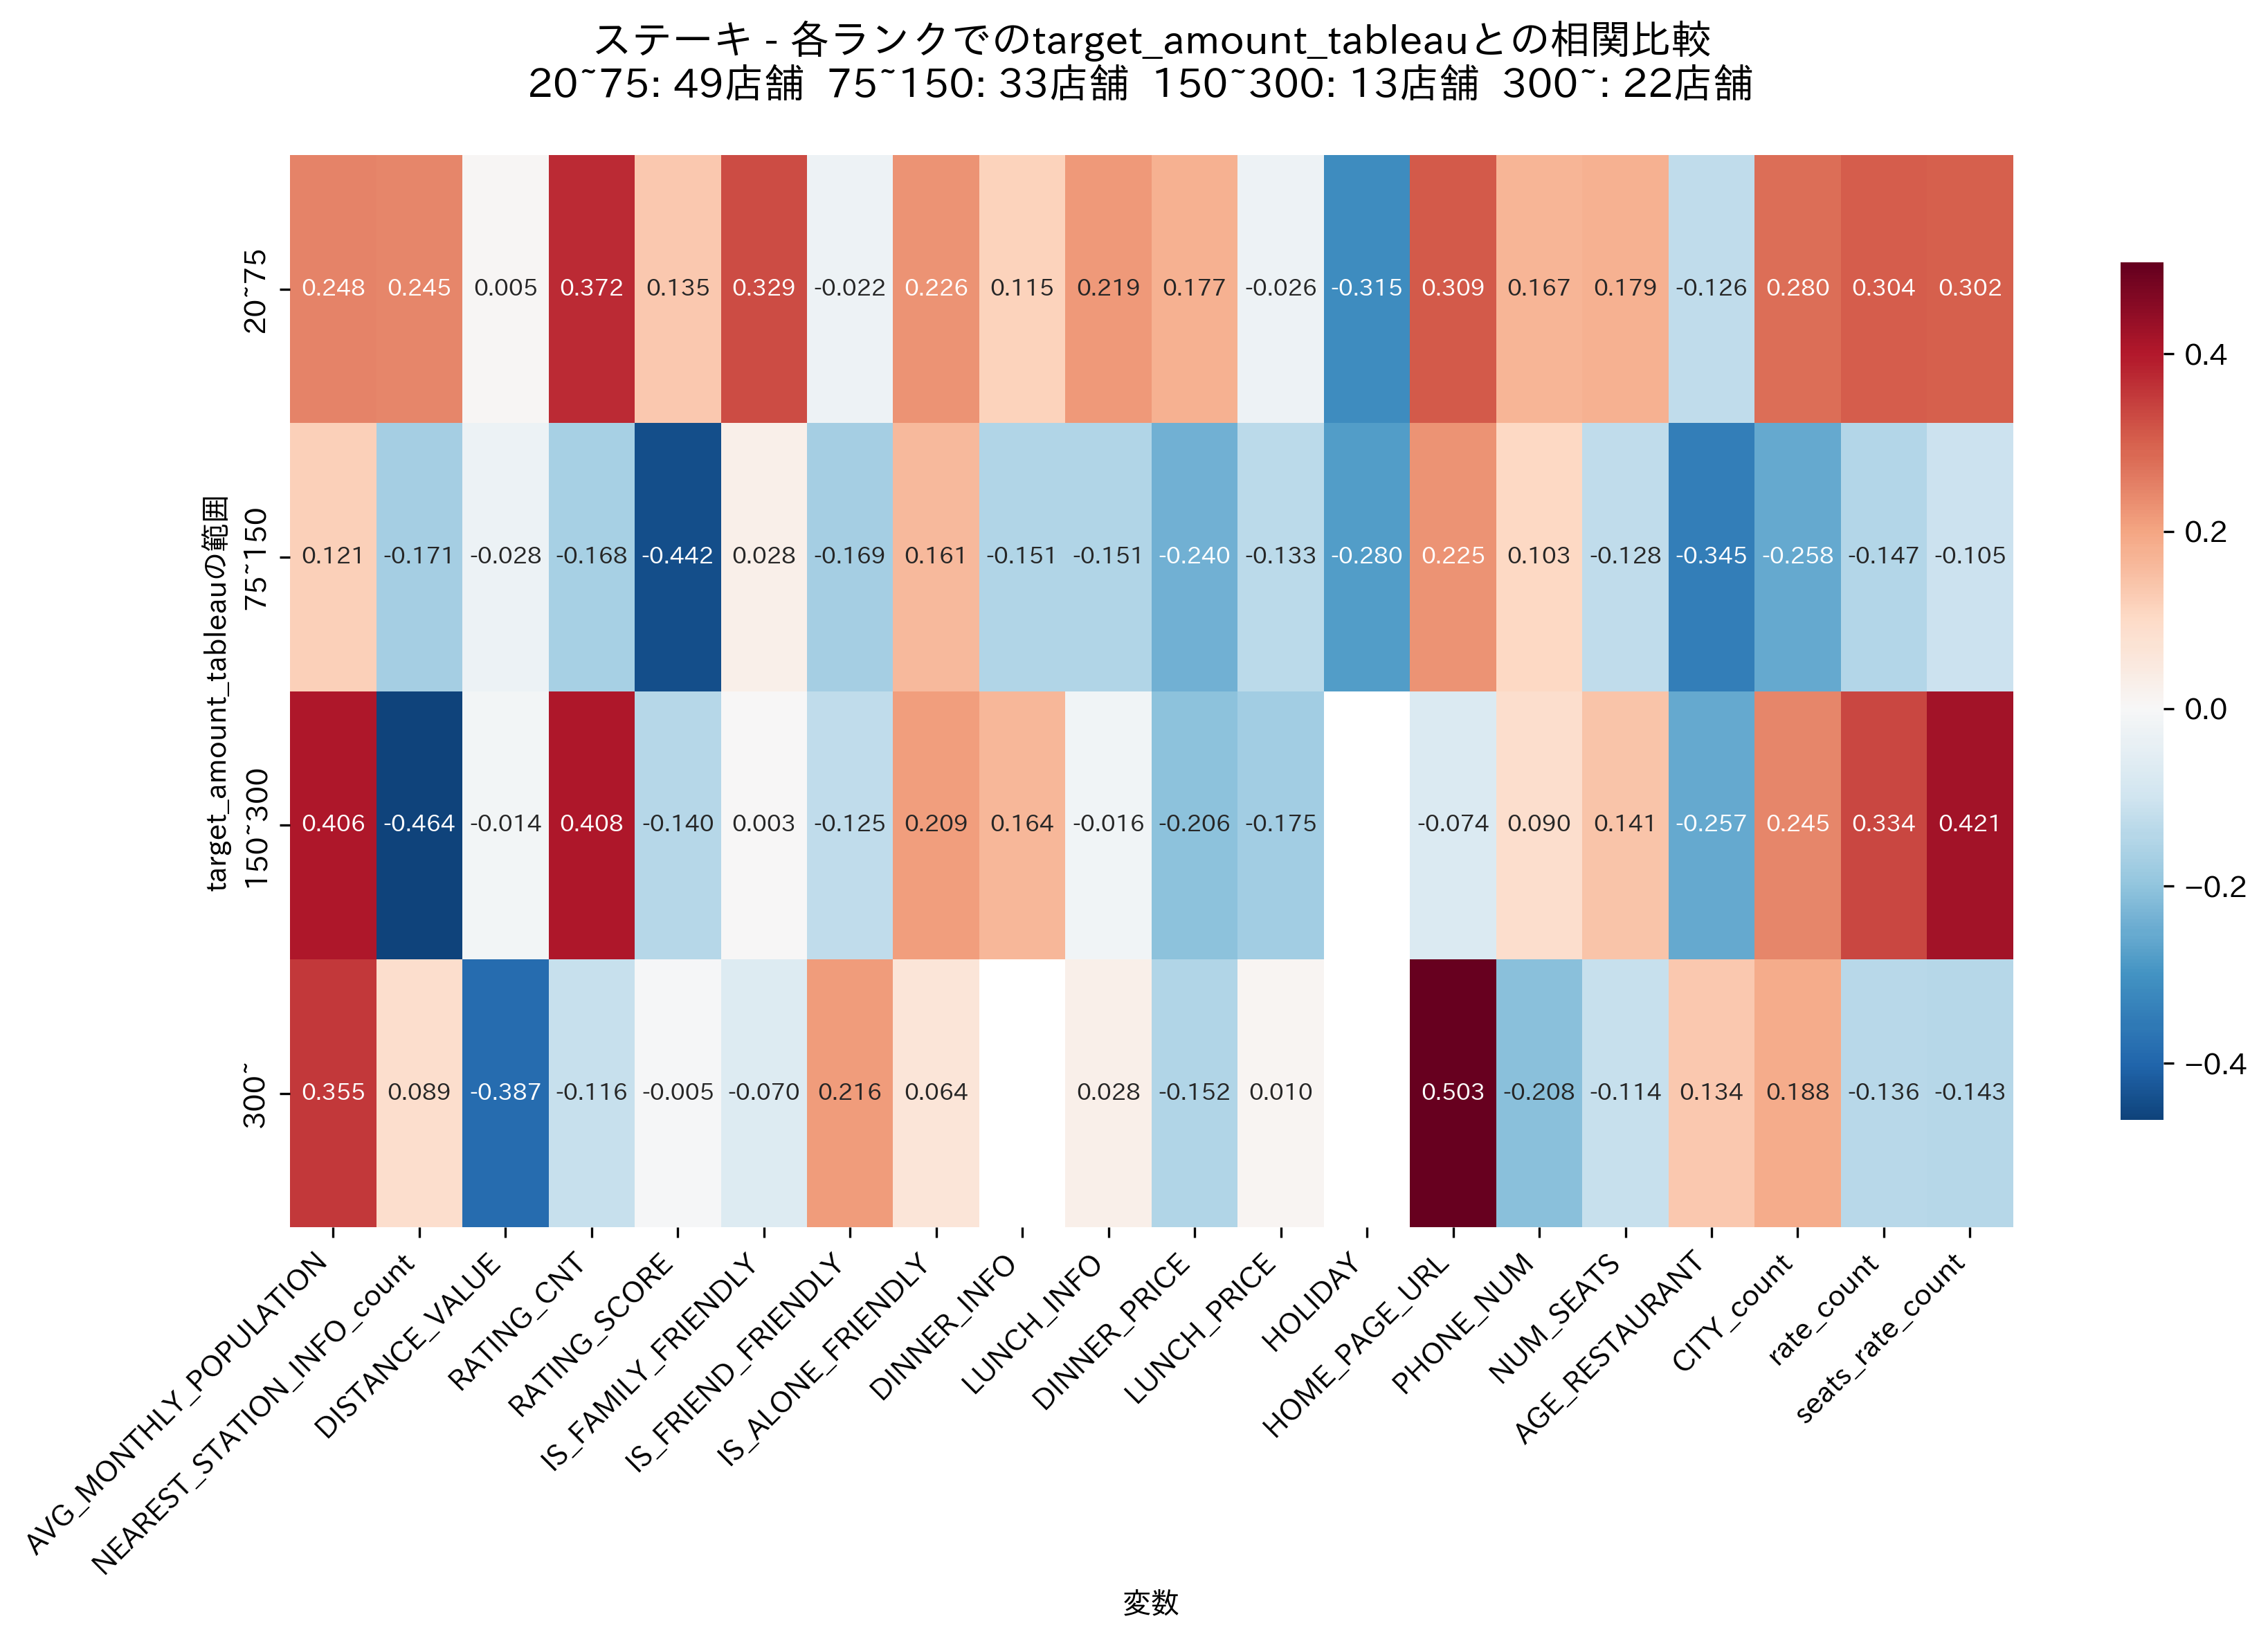 ステーキ - 各ランクでのtarget_amount_tableauとの相関比較
20~75: 49店舗  75~150: 33店舗  150~300: 13店舗  300~: 22店舗
target_amount_tableauの範囲
20~75
0.248 0.245 0.005 0.372 0.135 0.329 -0.022 0.226 0.115 0.219 0.177 -0.026 -0.315 0.309 0.167 0.179 -0.126 0.280 0.304 0.302
75~150
0.121 -0.171 -0.028 -0.168 -0.442 0.028 -0.169 0.161 -0.151 -0.151 -0.240 -0.133 -0.280 0.225 0.103 -0.128 -0.345 -0.258 -0.147 -0.105
150~300
0.406 -0.464 -0.014 0.408 -0.140 0.003 -0.125 0.209 0.164 -0.016 -0.206 -0.175 -0.074 0.090 0.141 -0.257 0.245 0.334 0.421
300~
0.355 0.089 -0.387 -0.116 -0.005 -0.070 0.216 0.064 0.028 -0.152 0.010 0.503 -0.208 -0.114 0.134 0.188 -0.136 -0.143
AVG_MONTHLY_POPULATION
NEAREST_STATION_INFO_count
DISTANCE_VALUE
RATING_CNT
RATING_SCORE
IS_FAMILY_FRIENDLY
IS_FRIEND_FRIENDLY
IS_ALONE_FRIENDLY
DINNER_INFO
LUNCH_INFO
DINNER_PRICE
LUNCH_PRICE
HOLIDAY
HOME_PAGE_URL
PHONE_NUM
NUM_SEATS
AGE_RESTAURANT
CITY_count
rate_count
seats_rate_count
変数
0.4
0.2
0.0
−0.2
−0.4